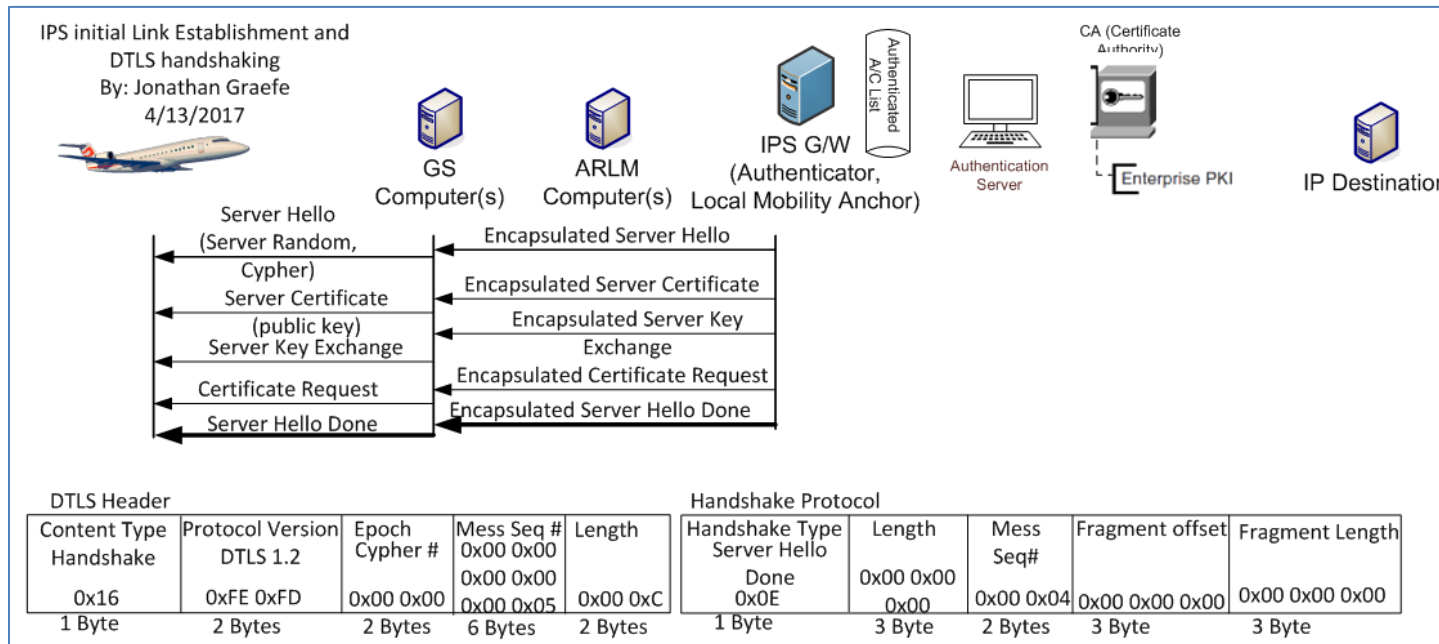 IPS initial Link Establishment and
DTLS handshaking
By: Jonathan Graefe
4/13/2017
GS
Computer(s)
ARLM
Computer(s)
IPS G/W
(Authenticator,
Local Mobility Anchor)
Authenticated
A/C List
Authentication
Server
CA (Certificate
Authority)
Enterprise PKI
IP Destination
Server Hello
(Server Random,
Cypher)
Encapsulated Server Hello
Server Certificate
(public key)
Encapsulated Server Certificate
Server Key Exchange
Encapsulated Server Key
Exchange
Certificate Request
Encapsulated Certificate Request
Server Hello Done
Encapsulated Server Hello Done
DTLS Header
Content Type
Handshake
0x16
1 Byte
Protocol Version
DTLS 1.2
0xFE 0xFD
2 Bytes
Epoch
Cypher #
0x00 0x00
2 Bytes
Mess Seq #
0x00 0x00
0x00 0x00
0x00 0x05
6 Bytes
Length
0x00 0xC
2 Bytes
Handshake Protocol
Handshake Type
Server Hello
Done
0x0E
1 Byte
Length
0x00 0x00
0x00
3 Byte
Mess
Seq#
0x00 0x04
2 Bytes
Fragment offset
0x00 0x00 0x00
3 Byte
Fragment Length
0x00 0x00 0x00
3 Byte